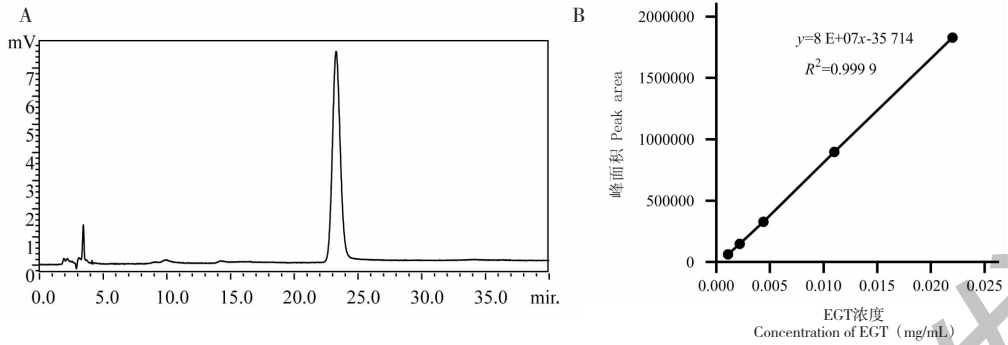 A
mV
7
6
5
4
3
2
1
0
0.0 5.0 10.0 15.0 20.0 25.0 30.0 35.0 mir.
B
y=8 E+07x-35 714
R²=0.999 9
峰面积 Peak area
2000000
1500000
1000000
500000
0
0.000 0.005 0.010 0.015 0.020 0.025
EGT浓度
Concentration of EGT（mg/mL）